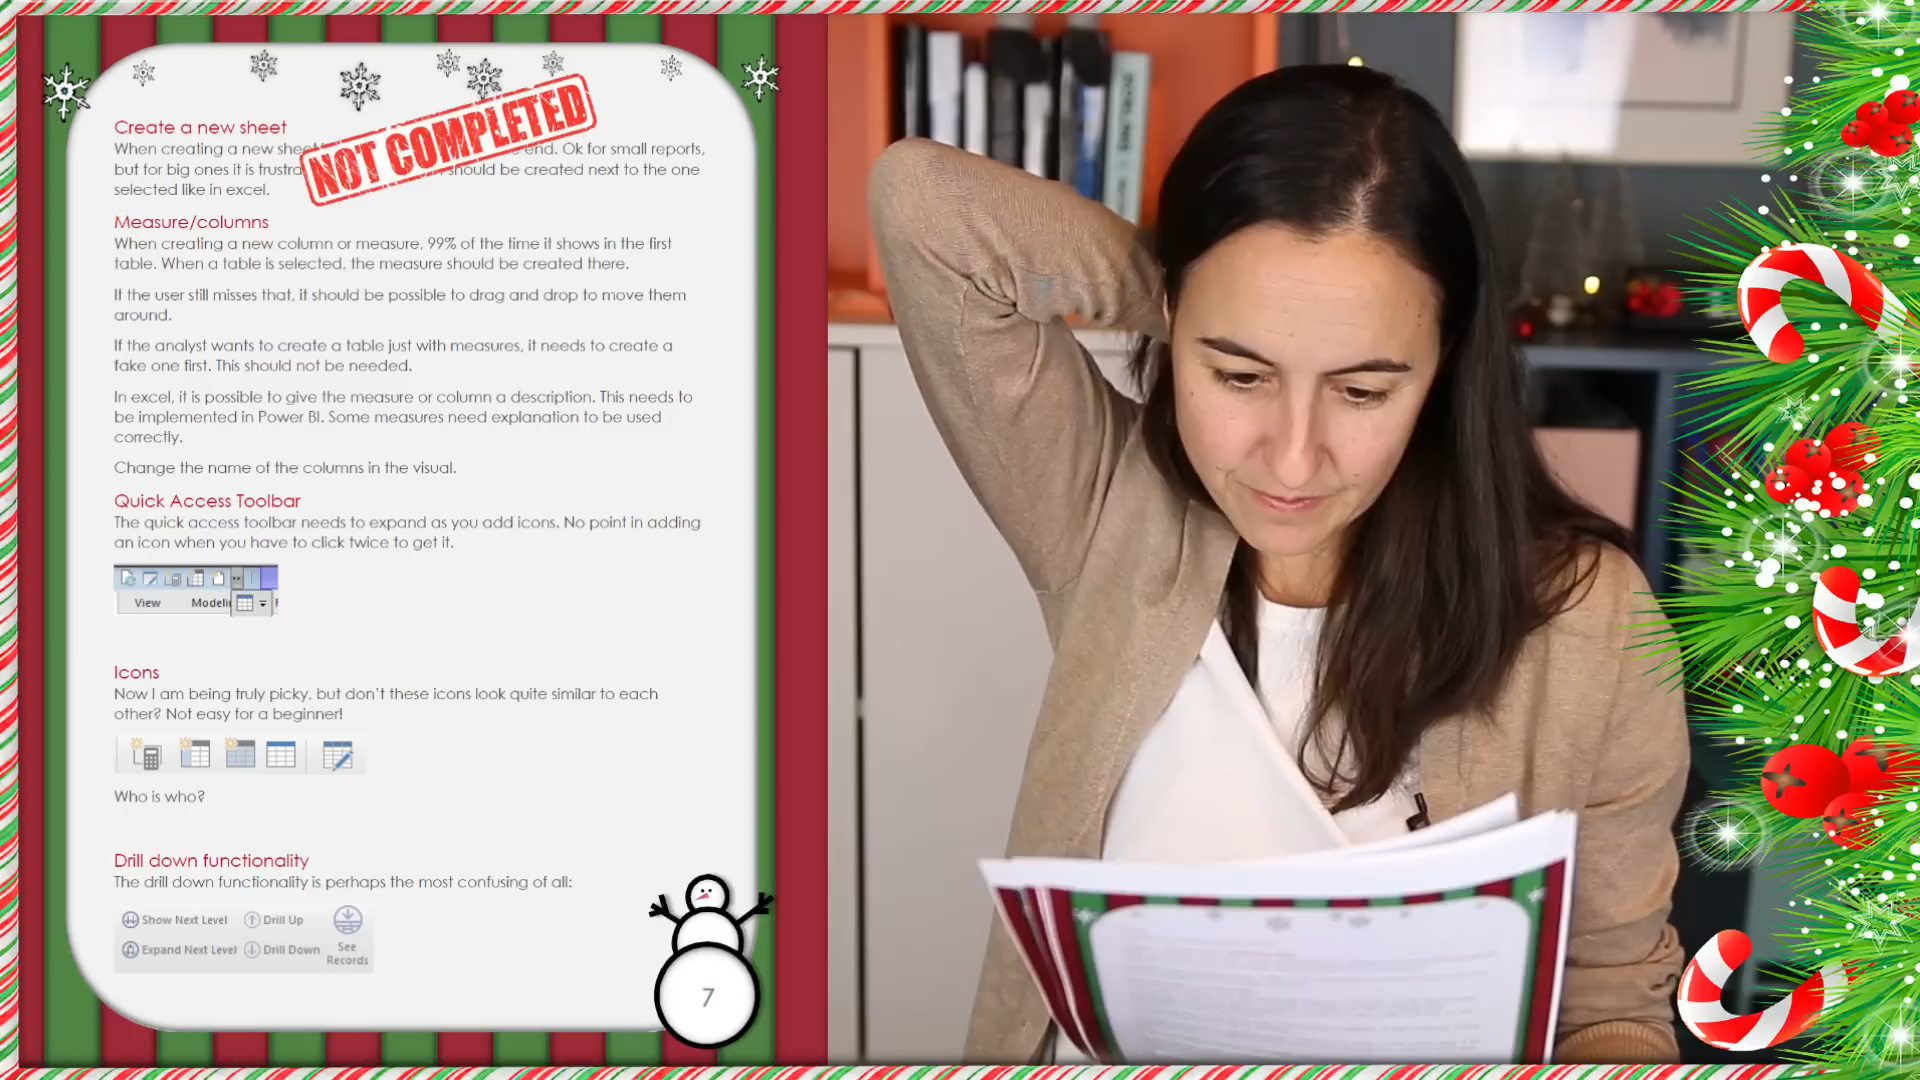 Create a new sheet
NOT COMPLETED
When creating a new shee end. Ok for small reports,
but for big ones it is frustra should be created next to the one
selected like in excel.
Measure/columns
When creating a new column or measure, 99% of the time it shows in the first
table. When a table is selected, the measure should be created there.
If the user still misses that, it should be possible to drag and drop to move them
around.
If the analyst wants to create a table just with measures, it needs to create a
fake one first. This should not be needed.
In excel, it is possible to give the measure or column a description. This needs to
be implemented in Power BI. Some measures need explanation to be used
correctly.
Change the name of the columns in the visual.
Quick Access Toolbar
The quick access toolbar needs to expand as you add icons. No point in adding
an icon when you have to click twice to get it.
View Modelin
Icons
Now I am being truly picky, but don't these icons look quite similar to each
other? Not easy for a beginner!
Who is who?
Drill down functionality
The drill down functionality is perhaps the most confusing of all:
Show Next Level Drill Up
Expand Next Level Drill Down See Records
7